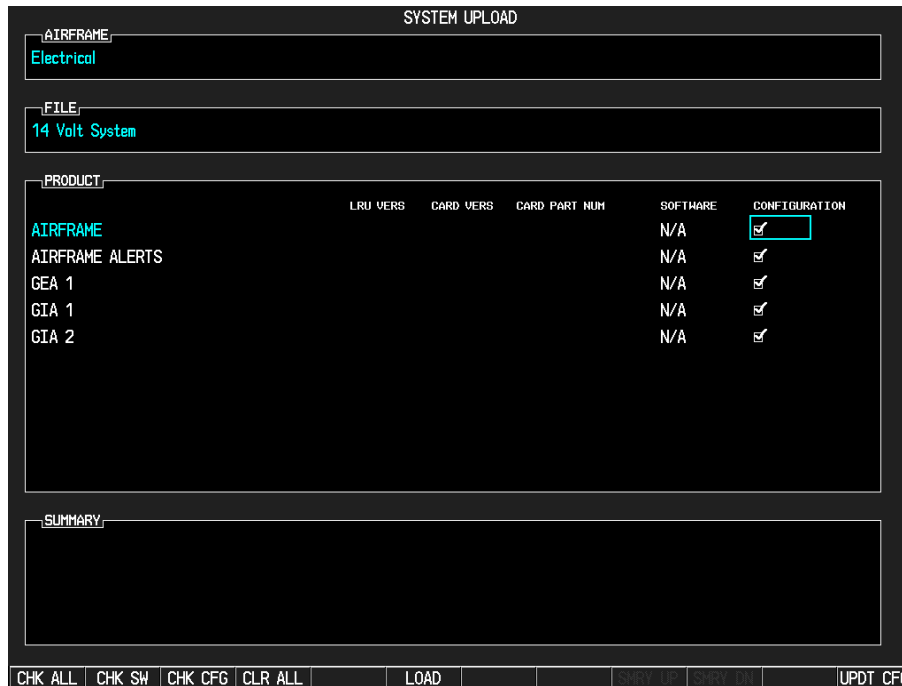 SYSTEM UPLOAD
AIRFRAME
Electrical
FILE
14 Volt System
PRODUCT
LRU VERS CARD VERS CARD PART NUM SOFTWARE CONFIGURATION
AIRFRAME N/A
AIRFRAME ALERTS N/A
GEA 1 N/A
GIA 1 N/A
GIA 2 N/A
SUMMARY
CHK ALL CHK SW CHK CFG CLR ALL LOAD SMRY UP SMRY DN UPDT CF